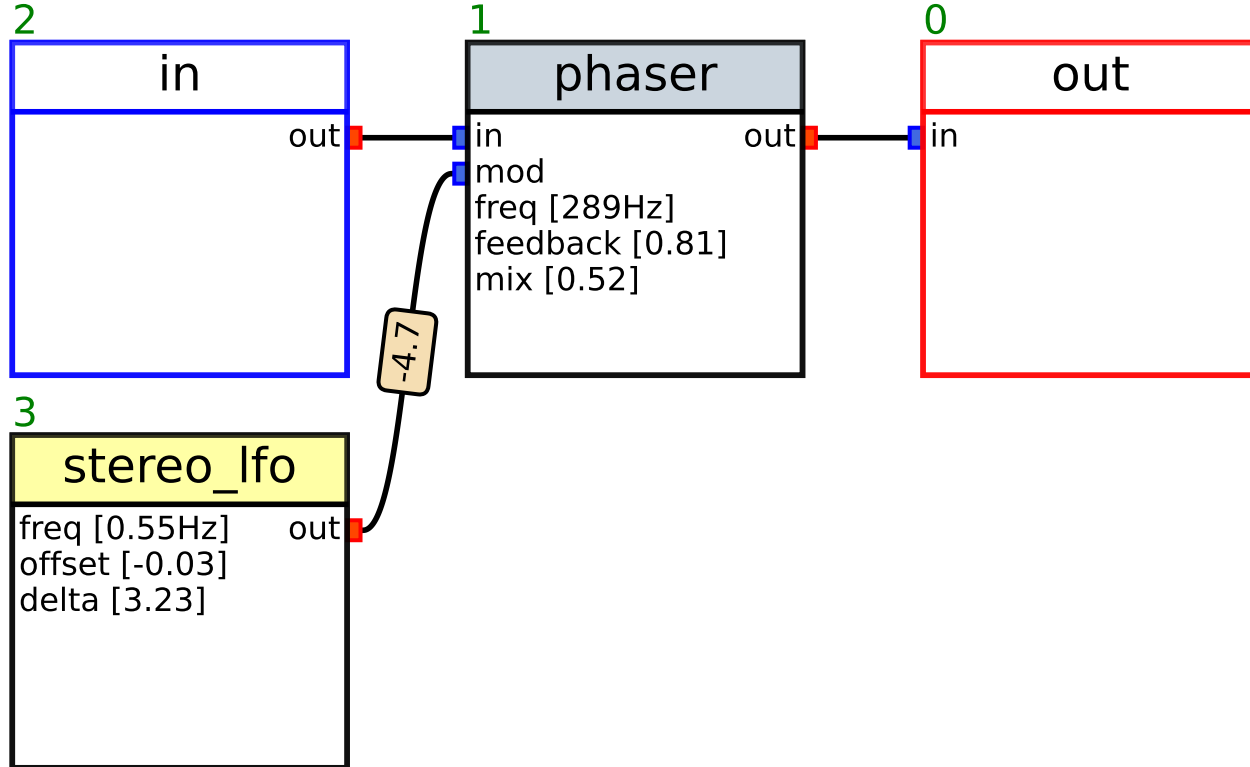 2
in
out
1
phaser
in
out
mod
freq [289Hz]
feedback [0.81]
mix [0.52]
0
out
in
-4.7
3
stereo_lfo
freq [0.55Hz]
out
offset [-0.03]
delta [3.23]